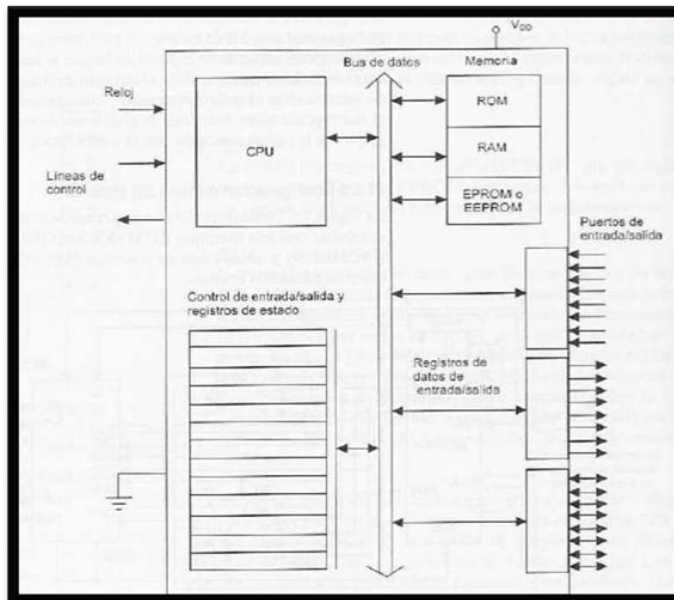 V_DD
Bus de datos
Memoria
Reloj
CPU
ROM
RAM
EPROM o
EEPROM
Líneas de
control
Puertos de
entrada/salida
Control de entrada/salida y
registros de estado
Registros de
datos de
entrada/salida